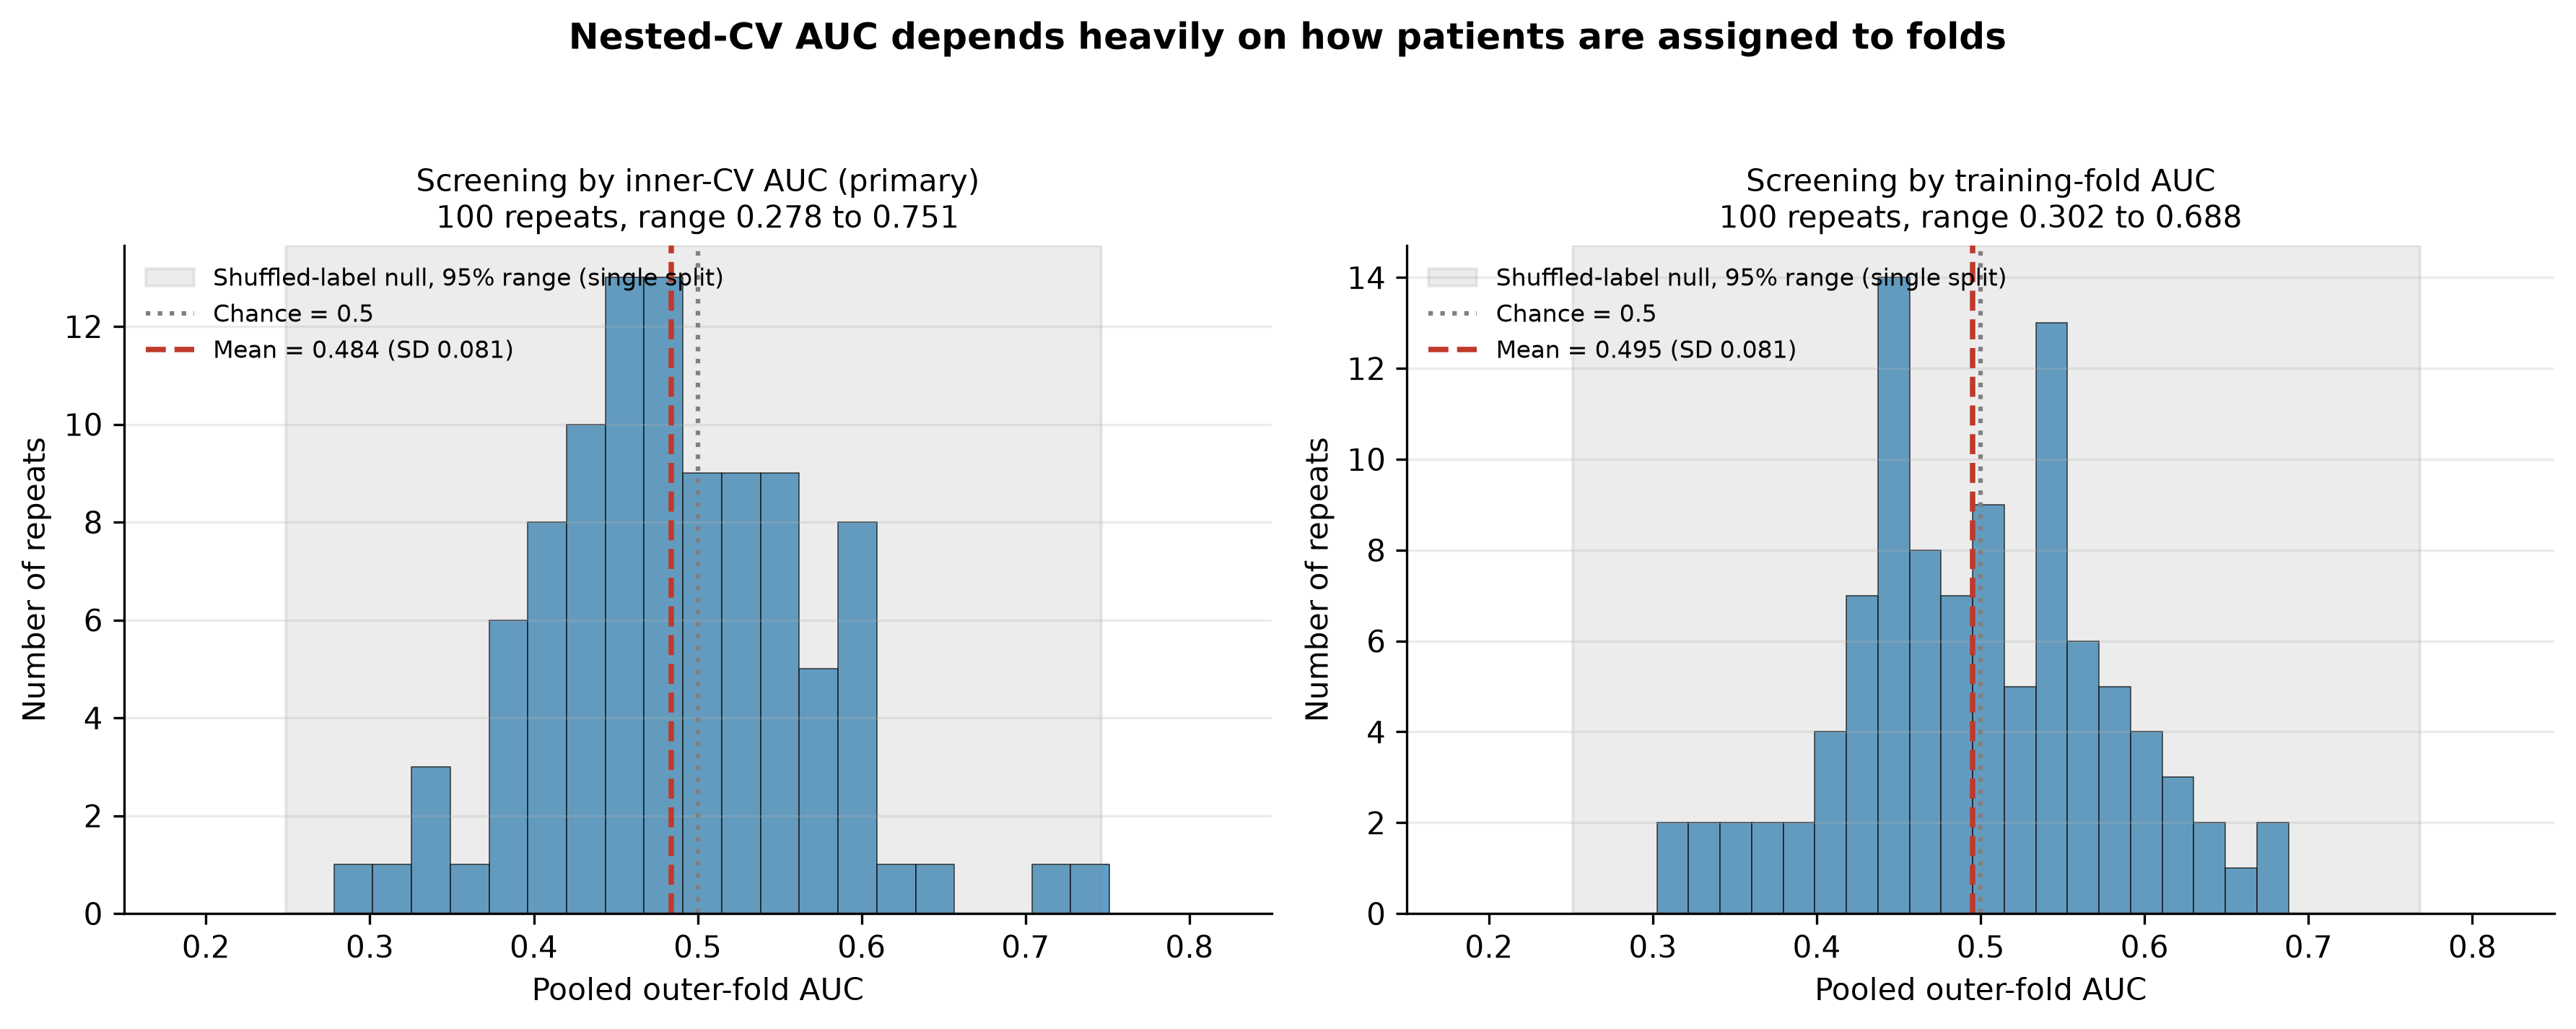 Nested-CV AUC depends heavily on how patients are assigned to folds
Screening by inner-CV AUC (primary)
100 repeats, range 0.278 to 0.751
Shuffled-label null, 95% range (single split)
Chance = 0.5
Mean = 0.484 (SD 0.081)
Number of repeats
12
10
8
6
4
2
0
0.2 0.3 0.4 0.5 0.6 0.7 0.8
Pooled outer-fold AUC
Screening by training-fold AUC
100 repeats, range 0.302 to 0.688
Shuffled-label null, 95% range (single split)
Chance = 0.5
Mean = 0.495 (SD 0.081)
Number of repeats
14
12
10
8
6
4
2
0
0.2 0.3 0.4 0.5 0.6 0.7 0.8
Pooled outer-fold AUC